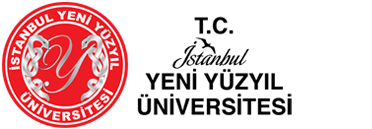 İSTANBUL YENİ YÜZYIL
Y
ÜNİVERSİTESİ
T.C.
İstanbul
YENİ YÜZYIL
ÜNİVERSİTESİ